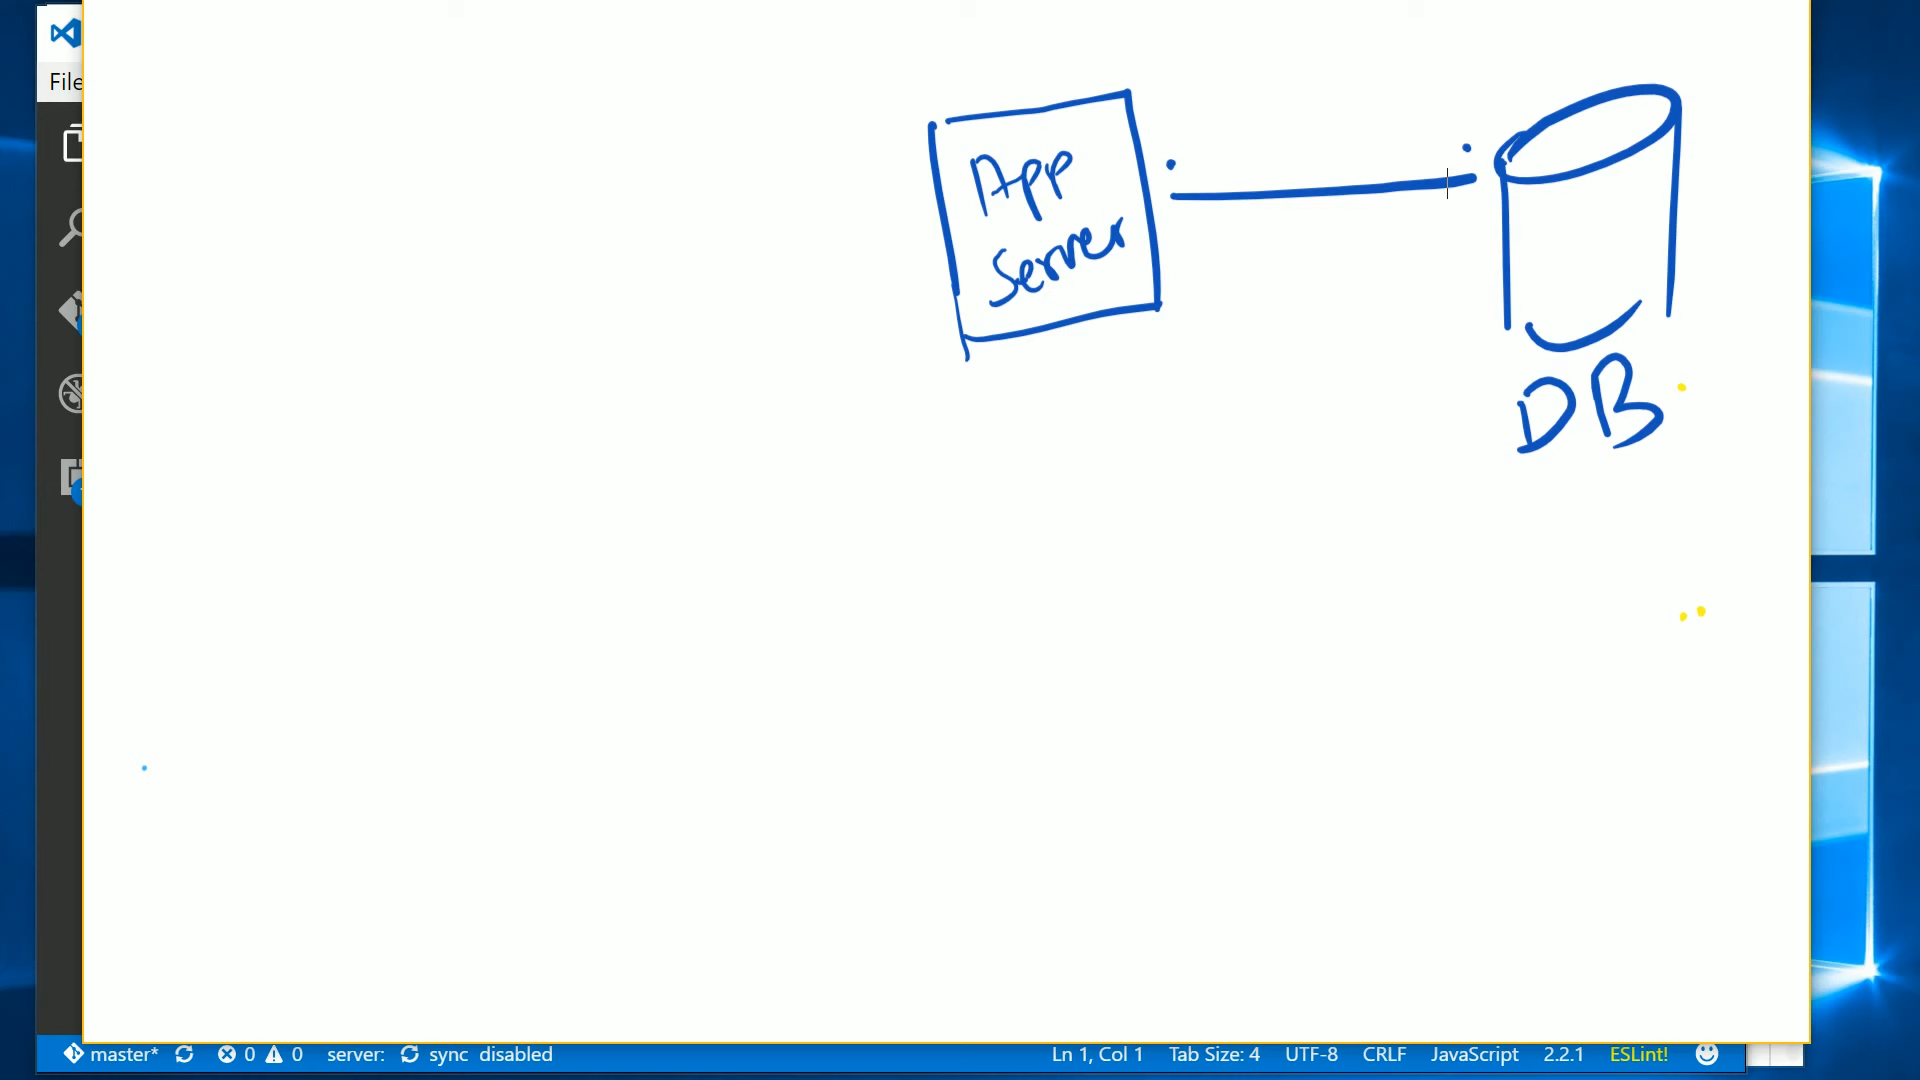 File
App
Server
DB
master* 0 0 server: sync disabled Ln 1, Col 1 Tab Size: 4 UTF-8 CRLF JavaScript 2.2.1 ESLint!